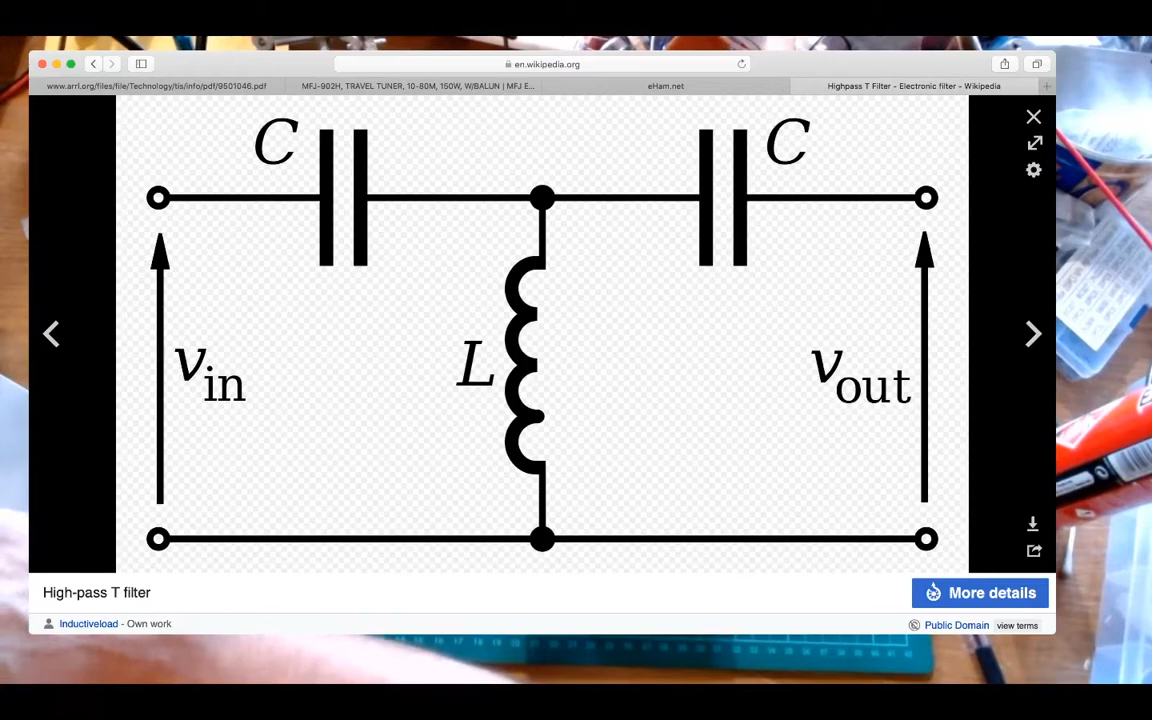 en.wikipedia.org
www.arrl.org/files/file/Technology/tis/info/pdf/9501046.pdf
MFJ-902H, TRAVEL TUNER, 10-80M, 150W, W/BALUN | MFJ E...
eHam.net
Highpass T Filter - Electronic filter - Wikipedia
C
C
v in
L
v out
High-pass T filter
More details
Inductiveload - Own work
Public Domain view terms